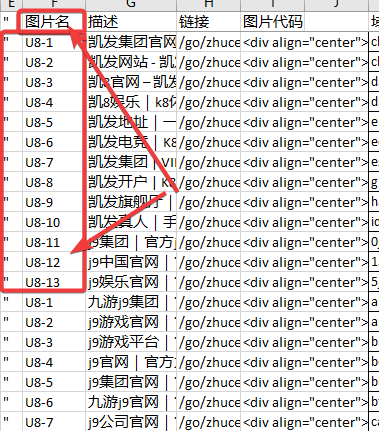 E F G H I J
图片名 描述 链接 图片代码
" U8-1 凯发集团官网 /go/zhuce <div align="center">
" U8-2 凯发网站 - 凯发 /go/zhuce <div align="center">
" U8-3 官网 – 凯发 /go/zhuce <div align="center">
" U8-4 凯8娱乐 | k8 /go/zhuce <div align="center">
" U8-5 凯发地址 | 一 /go/zhuce <div align="center">
" U8-6 凯发电竞 | K8 /go/zhuce <div align="center">
" U8-7 凯发集团 | VI /go/zhuce <div align="center">
" U8-8 凯发开户 | /go/zhuce <div align="center"> g
" U8-9 凯发旗舰厅 | /go/zhuce <div align="center"> h
" U8-10 凯发真人 | 手 /go/zhuce <div align="center">
" U8-11 j9集团 | 官方 /go/zhuce <div align="center"> 0
" U8-12 j9中国官网 | /go/zhuce <div align="center"> 1
" U8-13 j9娱乐官网 | /go/zhuce <div align="center"> 5
" U8-1 九游j9集团 | /go/zhuce <div align="center"> a
" U8-2 j9游戏官网 | /go/zhuce <div align="center"> a
" U8-3 j9游戏平台 | /go/zhuce <div align="center"> b
" U8-4 j9官网 | 官方 /go/zhuce <div align="center"> b
" U8-5 j9集团官网 | /go/zhuce <div align="center"> b
" U8-6 九游j9官网 | /go/zhuce <div align="center"> b
" U8-7 j9公司官网 | /go/zhuce <div align="center">